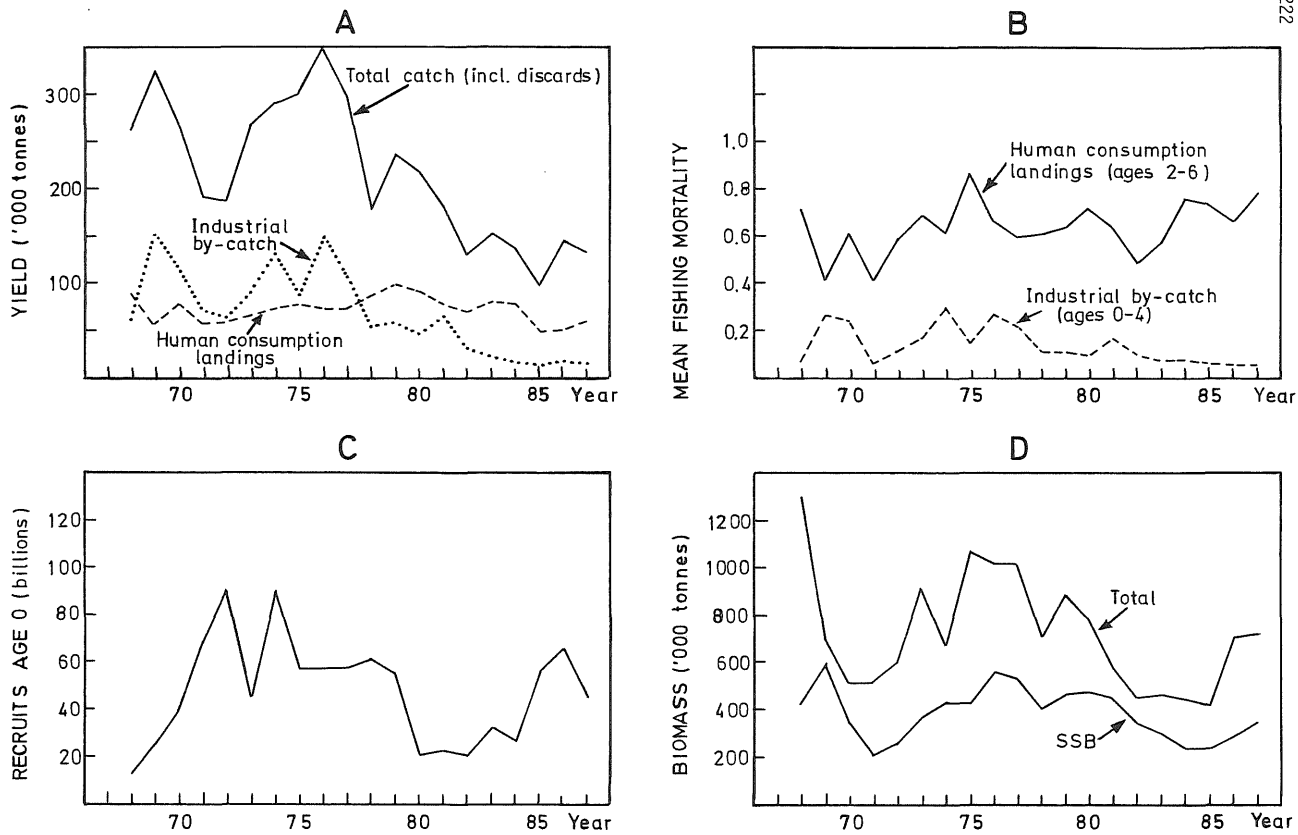 222
A
YIELD ('000 tonnes)
300
200
100
Total catch (incl. discards)
Industrial
by-catch
Human consumption
landings
70
75
80
85
Year
B
MEAN FISHING MORTALITY
1.0
0.8
0.6
0.4
0.2
Human consumption
landings (ages 2-6)
Industrial by-catch
(ages 0-4)
70
75
80
85
Year
C
RECRUITS AGE 0 (billions)
120
100
80
60
40
20
70
75
80
85
Year
D
BIOMASS ('000 tonnes)
1200
1000
800
600
400
200
Total
SSB
70
75
80
85
Year